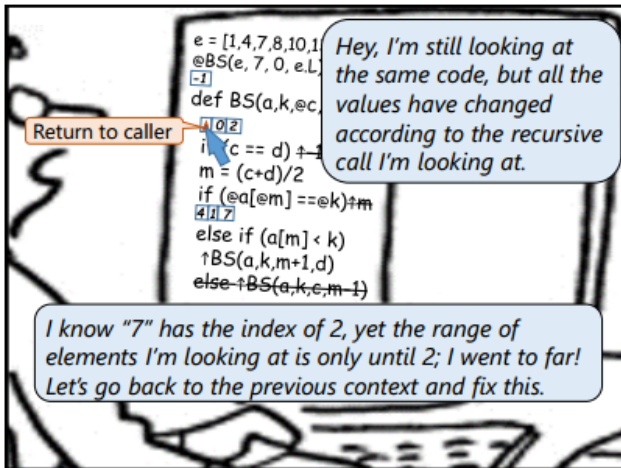 e = [1,4,7,8,10,1
@BS(e, 7, 0, e.L
-1
def BS(a,k,@c,
Return to caller
0 2
if (c == d) ↑-1
m = (c+d)/2
if (@a[@m] ==@k)↑m
4 1 7
else if (a[m] < k)
↑BS(a,k,m+1,d)
else ↑BS(a,k,c,m-1)
Hey, I'm still looking at
the same code, but all the
values have changed
according to the recursive
call I'm looking at.
I know “7” has the index of 2, yet the range of
elements I'm looking at is only until 2; I went to far!
Let's go back to the previous context and fix this.